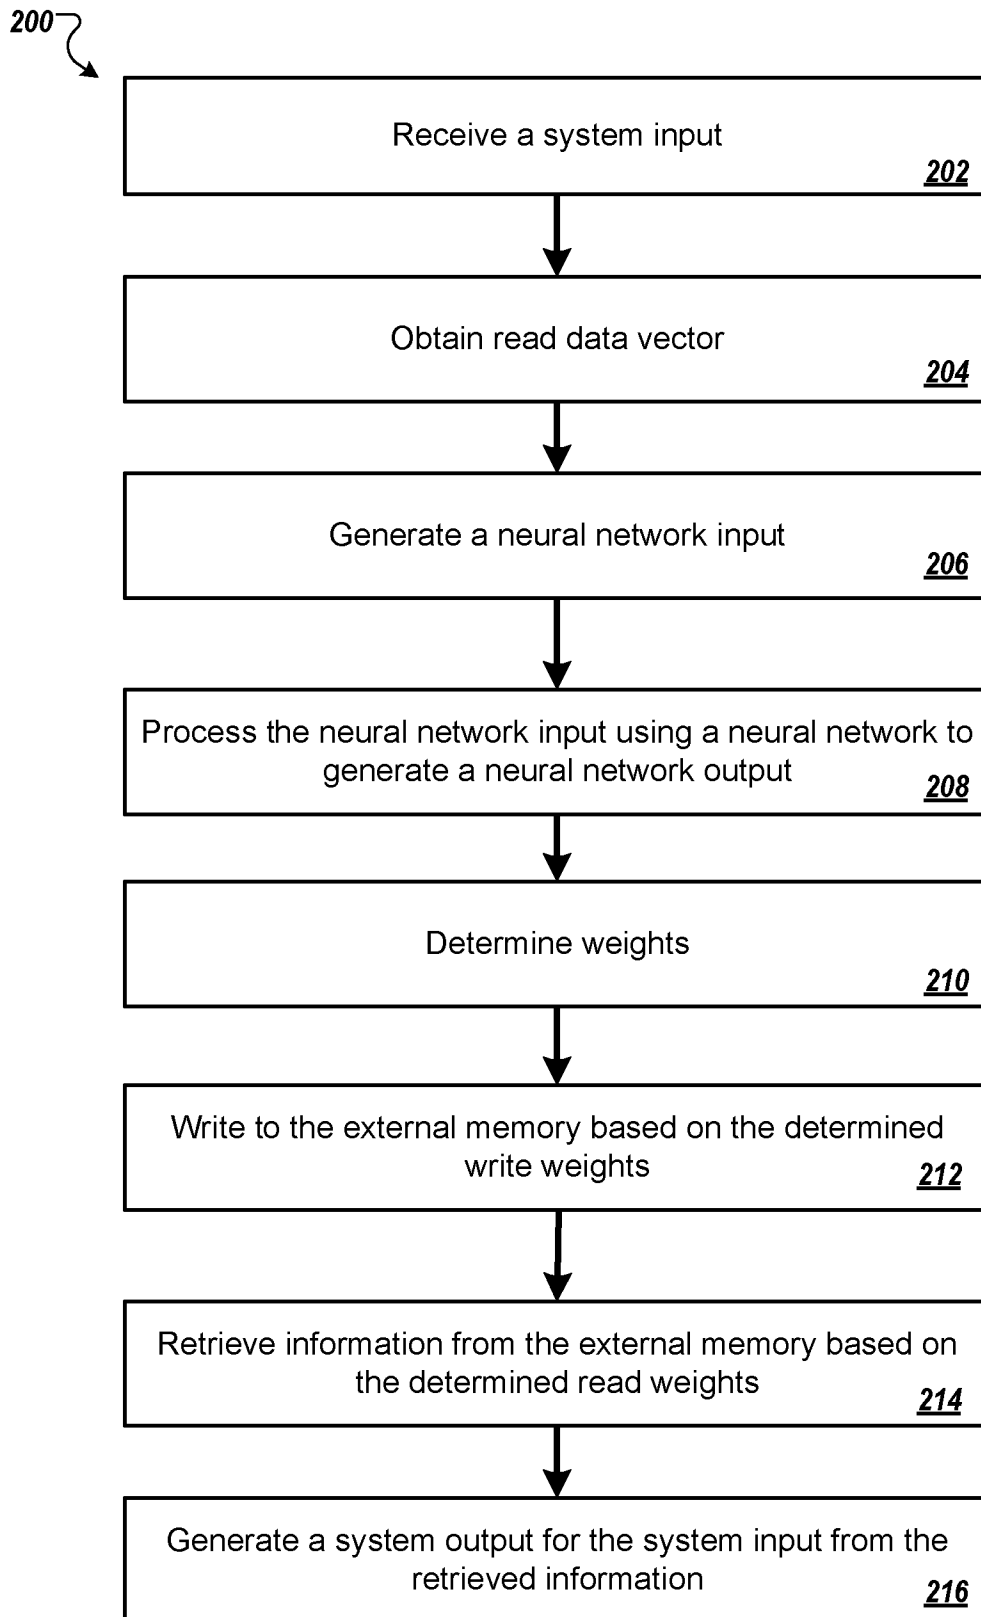 200
Receive a system input
202
Obtain read data vector
204
Generate a neural network input
206
Process the neural network input using a neural network to
generate a neural network output
208
Determine weights
210
Write to the external memory based on the determined
write weights
212
Retrieve information from the external memory based on
the determined read weights
214
Generate a system output for the system input from the
retrieved information
216